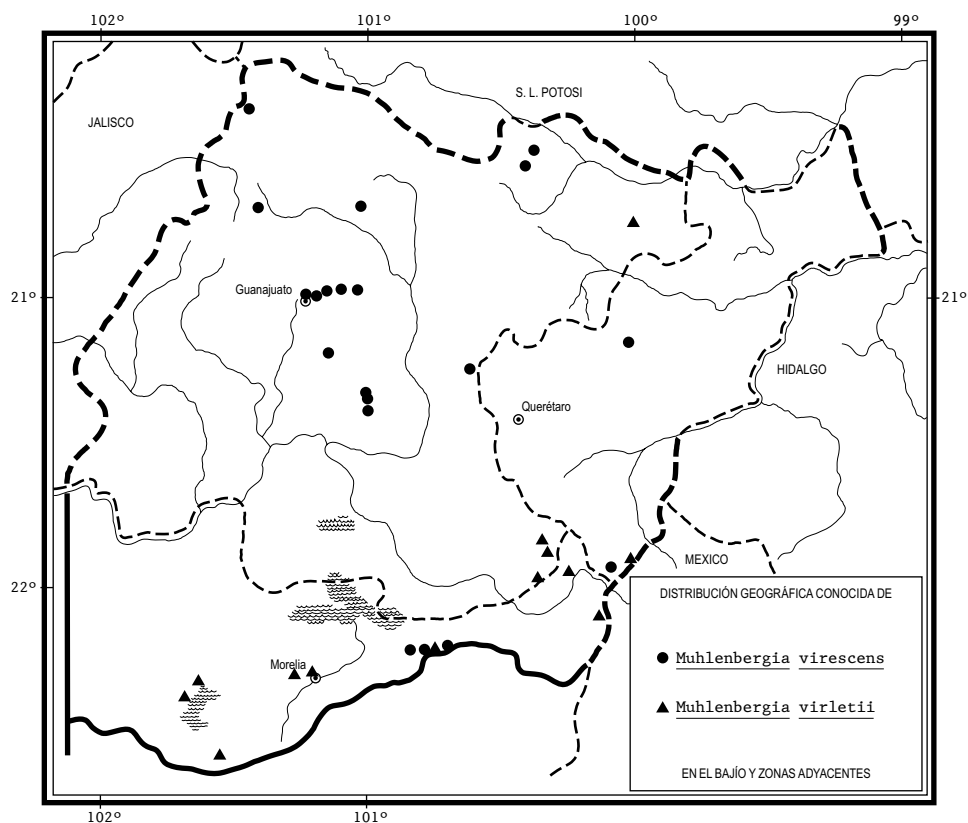 102º 101º 100º 99º
S. L. POTOSI
JALISCO
Guanajuato
21º 21º
HIDALGO
Querétaro
MEXICO
22º
DISTRIBUCIÓN GEOGRÁFICA CONOCIDA DE
Muhlenbergia virescens
Morelia
Muhlenbergia virletii
EN EL BAJÍO Y ZONAS ADYACENTES
102º 101º